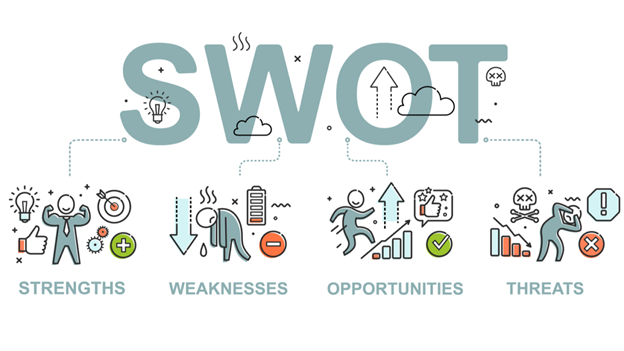 SWOT
STRENGTHS
WEAKNESSES
OPPORTUNITIES
THREATS